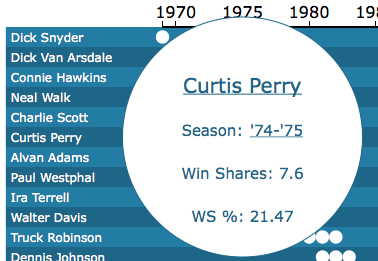 1970 1975 1980 198
Dick Snyder
Dick Van Arsdale
Connie Hawkins
Neal Walk
Charlie Scott
Curtis Perry
Alvan Adams
Paul Westphal
Ira Terrell
Walter Davis
Truck Robinson
Dennis Johnson
Curtis Perry
Season: '74-'75
Win Shares: 7.6
WS %: 21.47